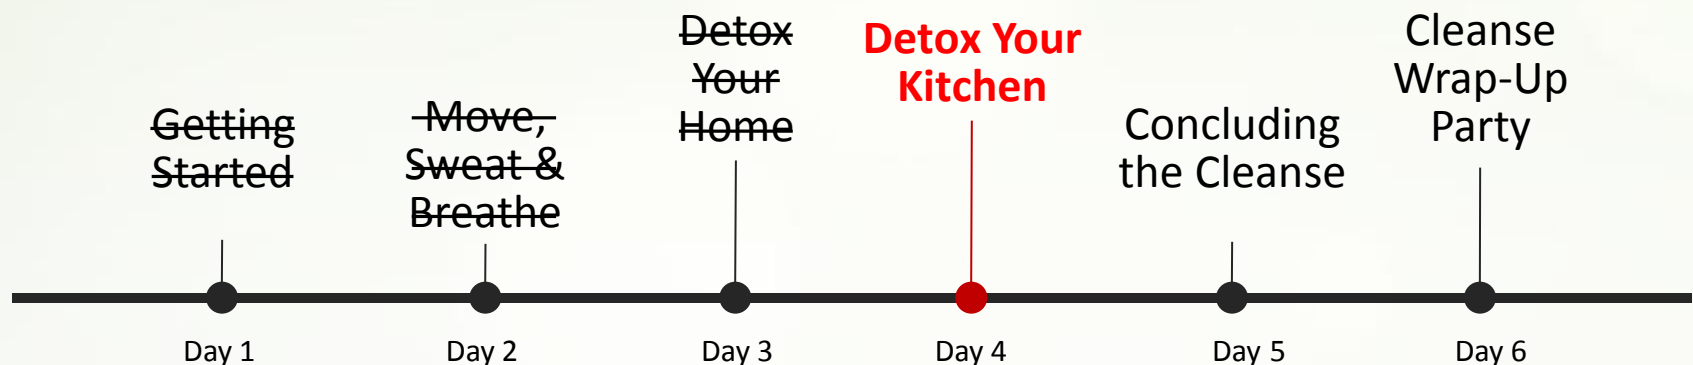 Getting
Started
Move,
Sweat &
Breathe
Detox
Your
Home
Detox Your
Kitchen
Concluding
the Cleanse
Cleanse
Wrap-Up
Party
Day 1
Day 2
Day 3
Day 4
Day 5
Day 6